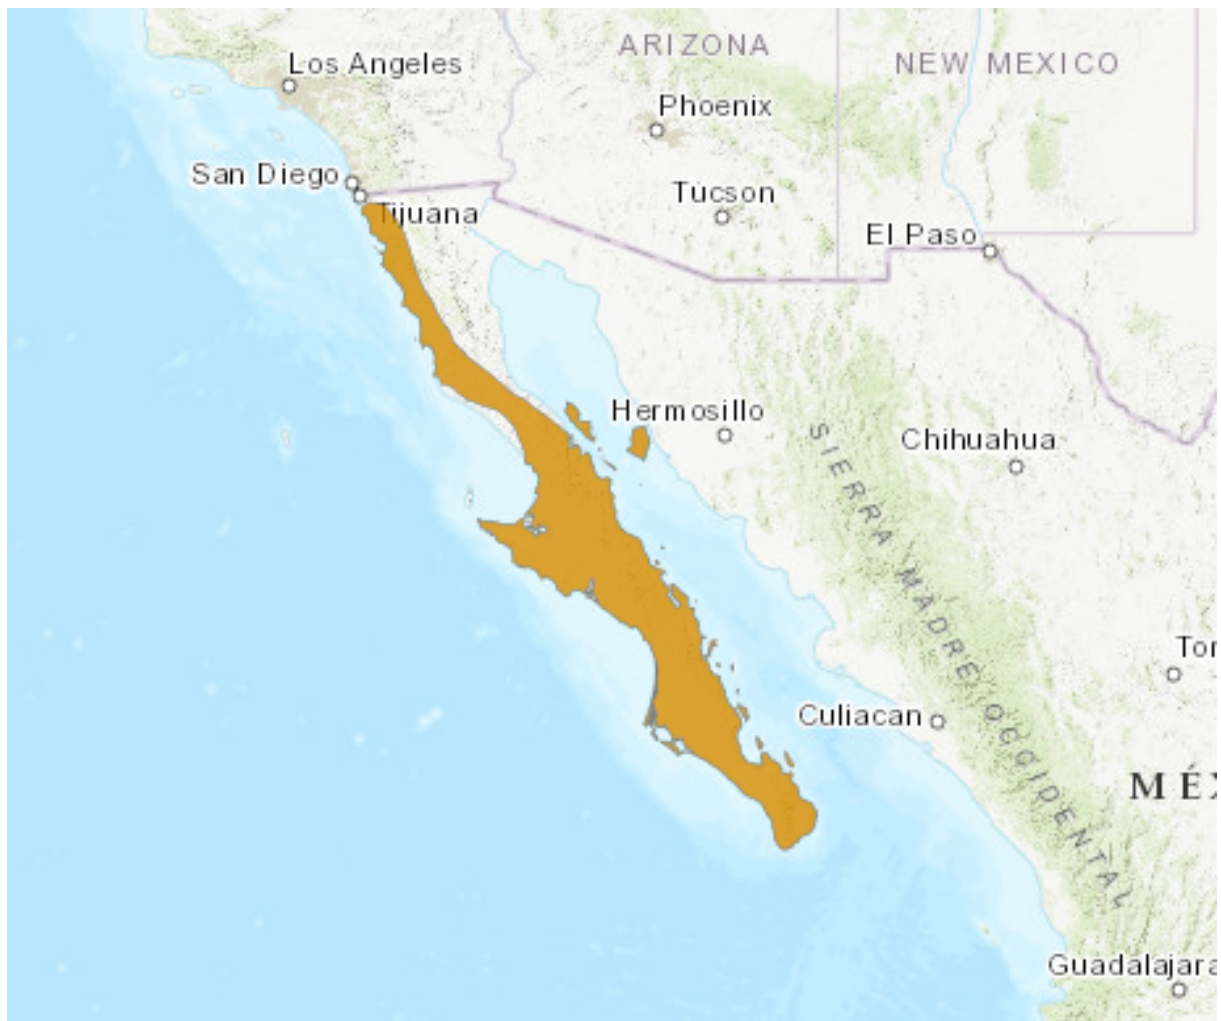 ARIZONA
Los Angeles
NEW MEXICO
Phoenix
San Diego
Tucson
Tijuana
El Paso
Hermosillo
Chihuahua
SIERRA MADRE OCCIDENTAL
Tor
Culiacan
MÉX
Guadalajara